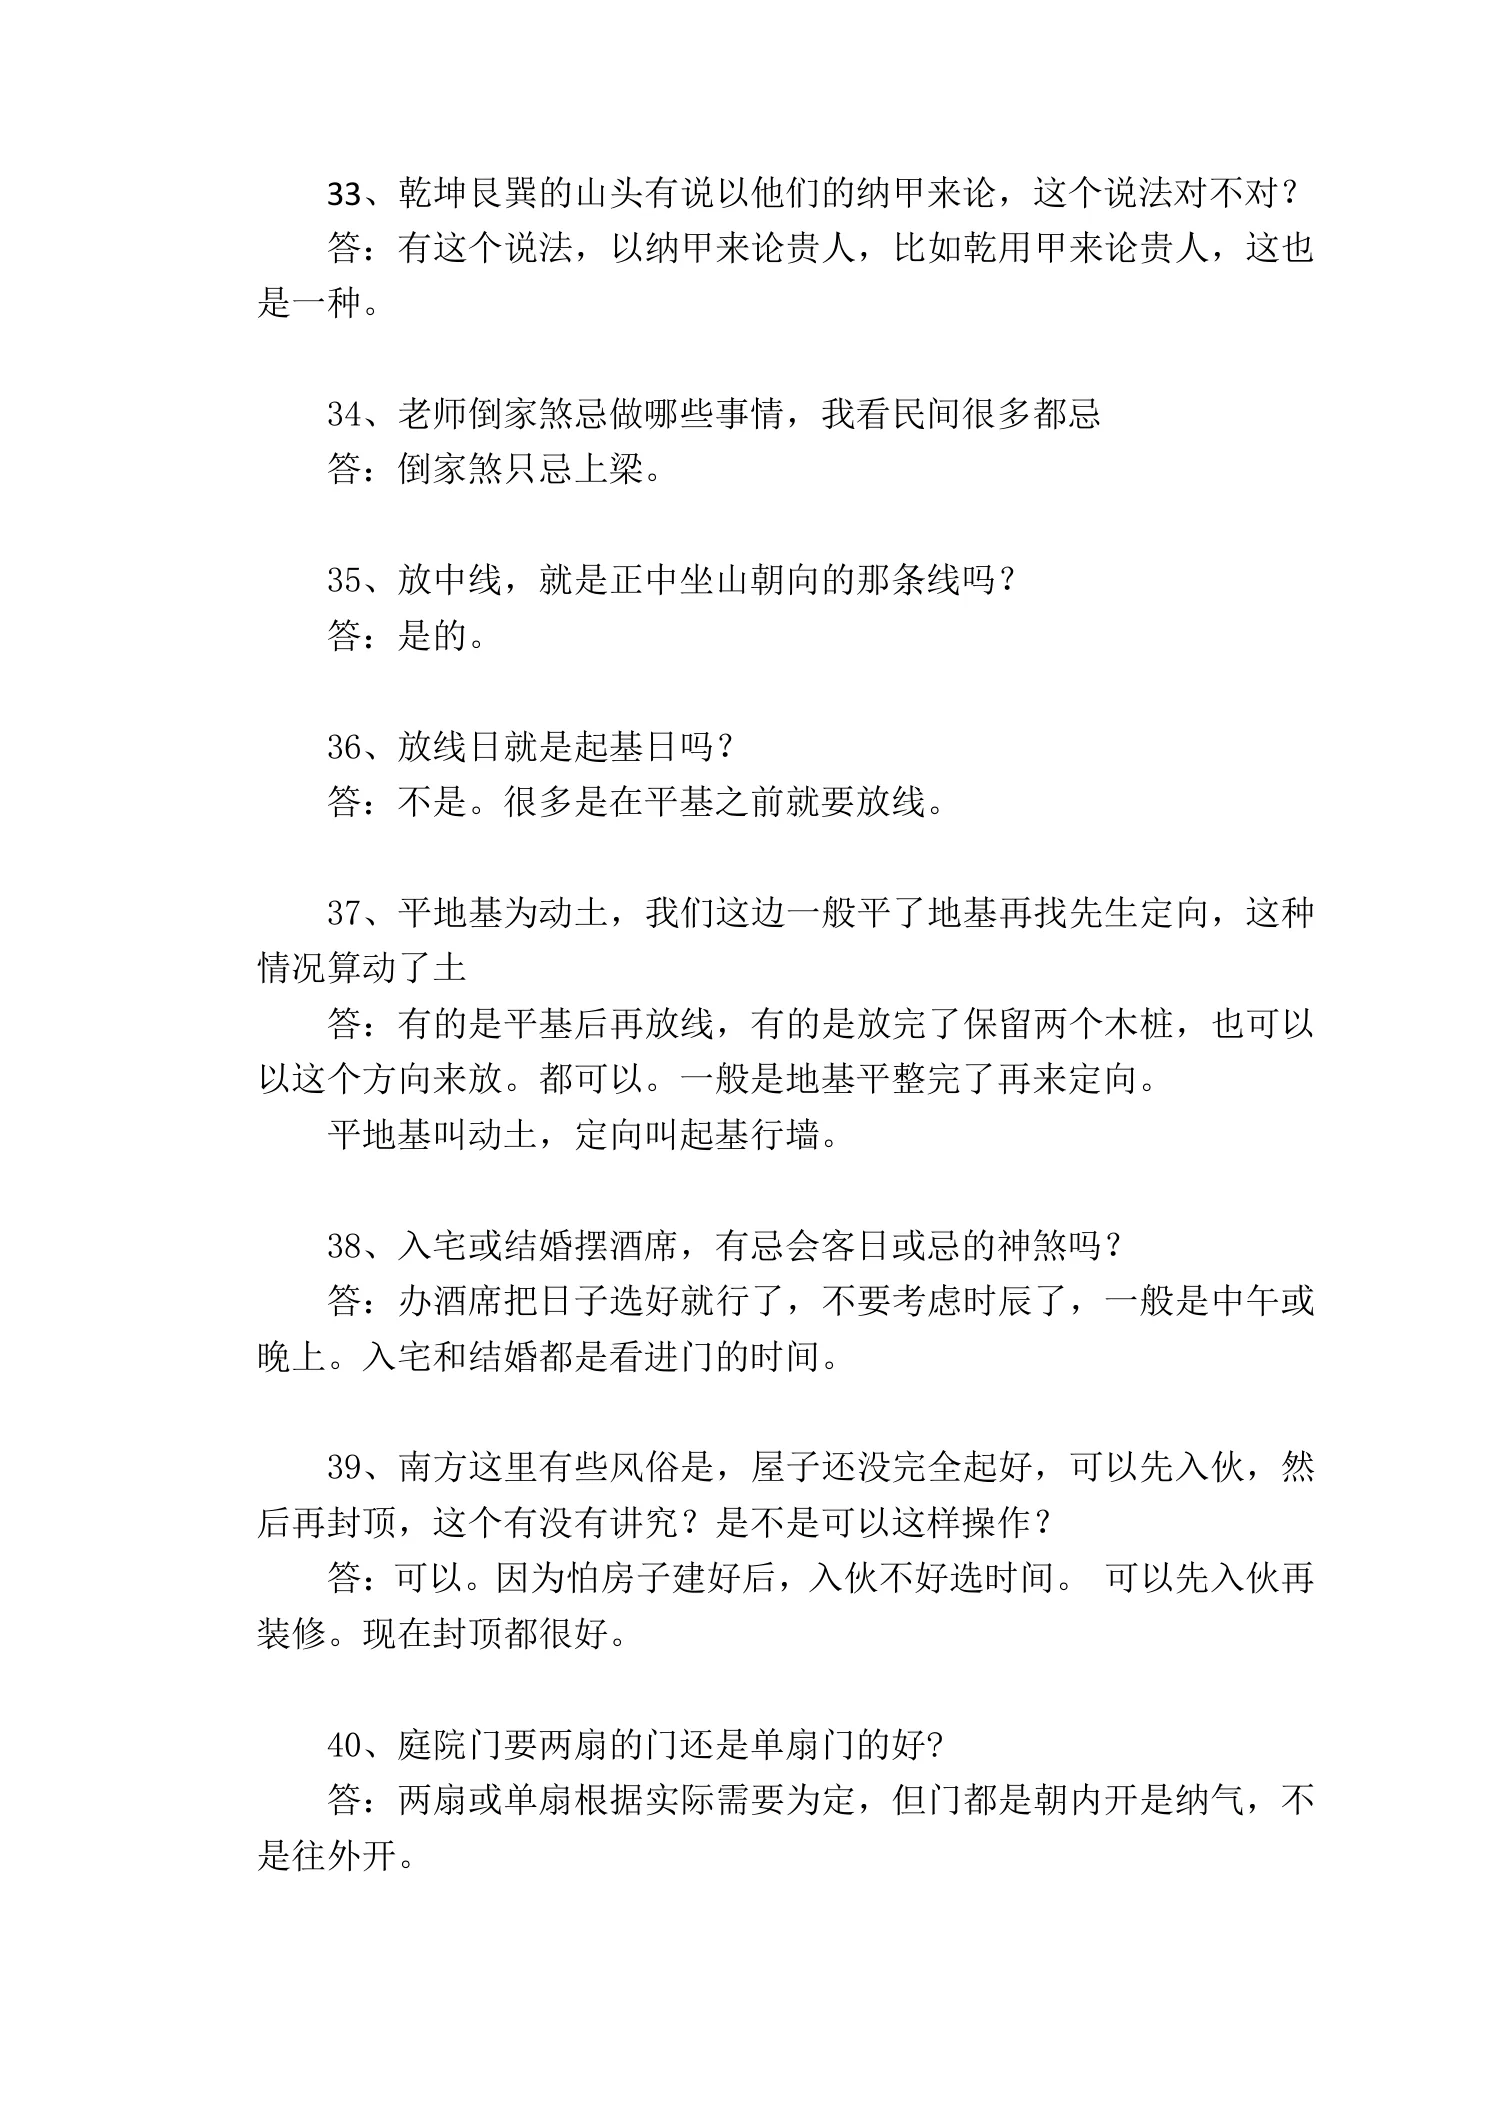 33、乾坤艮巽的山头有说以他们的纳甲来论，这个说法对不对？
答：有这个说法，以纳甲来论贵人，比如乾用甲来论贵人，这也
是一种。
34、老师倒家煞忌做哪些事情，我看民间很多都忌
答：倒家煞只忌上梁。
35、放中线，就是正中坐山朝向的那条线吗？
答：是的。
36、放线日就是起基日吗？
答：不是。很多是在平基之前就要放线。
37、平地基为动土，我们这边一般平了地基再找先生定向，这种
情况算动了土
答：有的是平基后再放线，有的是放完了保留两个木桩，也可以
以这个方向来放。都可以。一般是地基平整完了再来定向。
平地基叫动土，定向叫起基行墙。
38、入宅或结婚摆酒席，有忌会客日或忌的神煞吗？
答：办酒席把日子选好就行了，不要考虑时辰了，一般是中午或
晚上。入宅和结婚都是看进门的时间。
39、南方这里有些风俗是，屋子还没完全起好，可以先入伙，然
后再封顶，这个有没有讲究？是不是可以这样操作？
答：可以。因为怕房子建好后，入伙不好选时间。 可以先入伙再
装修。现在封顶都很好。
40、庭院门要两扇的门还是单扇门的好?
答：两扇或单扇根据实际需要为定，但门都是朝内开是纳气，不
是往外开。